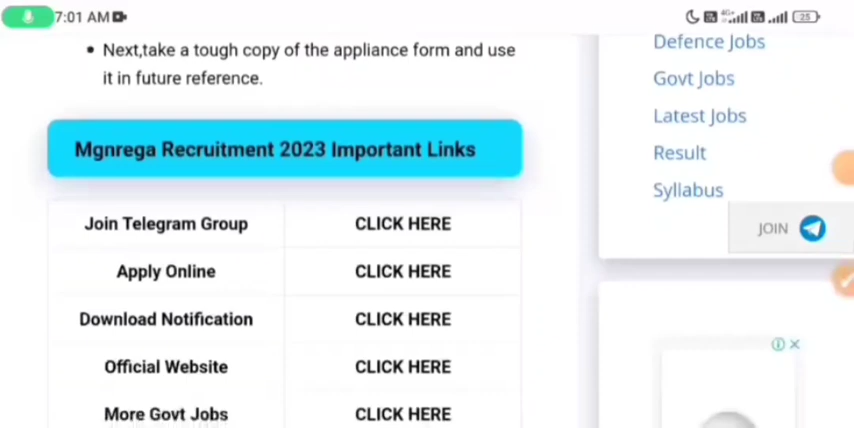 7:01 AM
4G+
25
Next,take a tough copy of the appliance form and use
it in future reference.
Mgnrega Recruitment 2023 Important Links
Join Telegram Group CLICK HERE
Apply Online CLICK HERE
Download Notification CLICK HERE
Official Website CLICK HERE
More Govt Jobs CLICK HERE
Defence Jobs
Govt Jobs
Latest Jobs
Result
Syllabus
JOIN